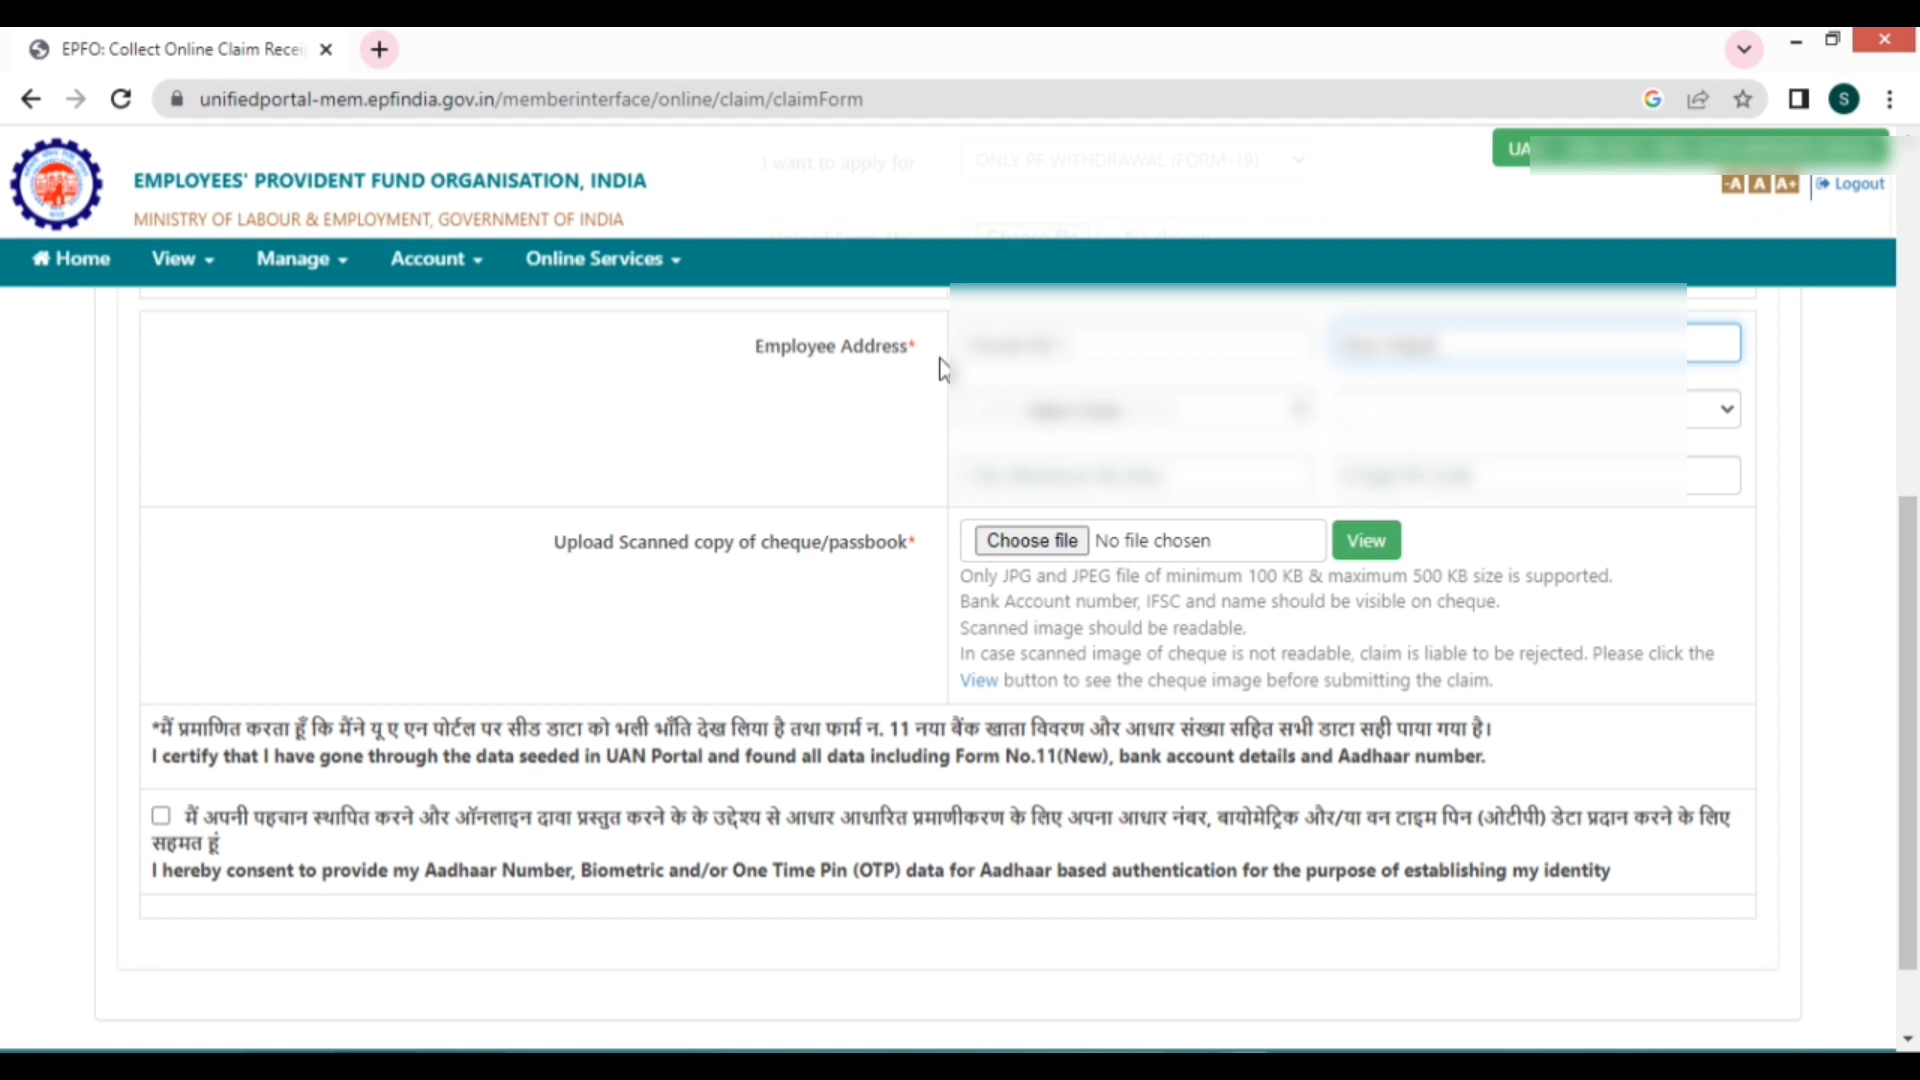 EPFO: Collect Online Claim Recei
unifiedportal-mem.epfindia.gov.in/memberinterface/online/claim/claimForm
S
I want to apply for
ONLY PF WITHDRAWAL (FORM-19)
UA
EMPLOYEES' PROVIDENT FUND ORGANISATION, INDIA
-A A A+ Logout
MINISTRY OF LABOUR & EMPLOYMENT, GOVERNMENT OF INDIA
Home View Manage Account Online Services
Employee Address*
Upload Scanned copy of cheque/passbook*
Choose file No file chosen View
Only JPG and JPEG file of minimum 100 KB & maximum 500 KB size is supported.
Bank Account number, IFSC and name should be visible on cheque.
Scanned image should be readable.
In case scanned image of cheque is not readable, claim is liable to be rejected. Please click the
View button to see the cheque image before submitting the claim.
*मैं प्रमाणित करता हूँ कि मैंने यू ए एन पोर्टल पर सीड डाटा को भली भाँति देख लिया है तथा फार्म न. 11 नया बैंक खाता विवरण और आधार संख्या सहित सभी डाटा सही पाया गया है।
I certify that I have gone through the data seeded in UAN Portal and found all data including Form No.11(New), bank account details and Aadhaar number.
मैं अपनी पहचान स्थापित करने और ऑनलाइन दावा प्रस्तुत करने के के उद्देश्य से आधार आधारित प्रमाणीकरण के लिए अपना आधार नंबर, बायोमेट्रिक और/या वन टाइम पिन (ओटीपी) डेटा प्रदान करने के लिए
सहमत हूं
I hereby consent to provide my Aadhaar Number, Biometric and/or One Time Pin (OTP) data for Aadhaar based authentication for the purpose of establishing my identity